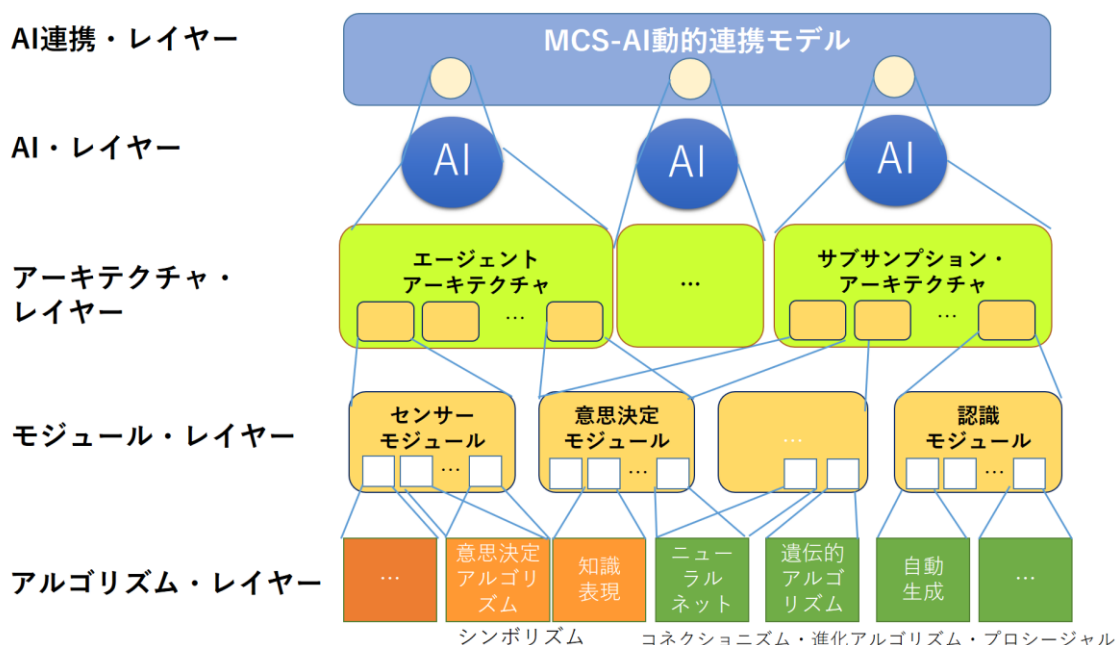 AI連携・レイヤー
MCS-AI動的連携モデル
AI・レイヤー
AI
AI
AI
アーキテクチャ・
レイヤー
エージェント
アーキテクチャ
…
…
サブサンプション・
アーキテクチャ
…
モジュール・レイヤー
センサー
モジュール
…
意思決定
モジュール
…
…
認識
モジュール
…
アルゴリズム・レイヤー
…
意思決定
アルゴリ
ズム
知識
表現
ニュー
ラル
ネット
遺伝的
アルゴ
リズム
自動
生成
…
シンボリズム
コネクショニズム・進化アルゴリズム・プロシージャル